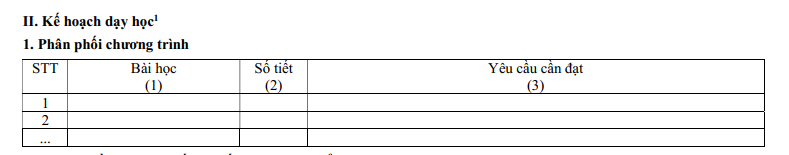 II. Kế hoạch dạy học¹
1. Phân phối chương trình
STT Bài học Số tiết Yêu cầu cần đạt
(1) (2) (3)
1
2
...